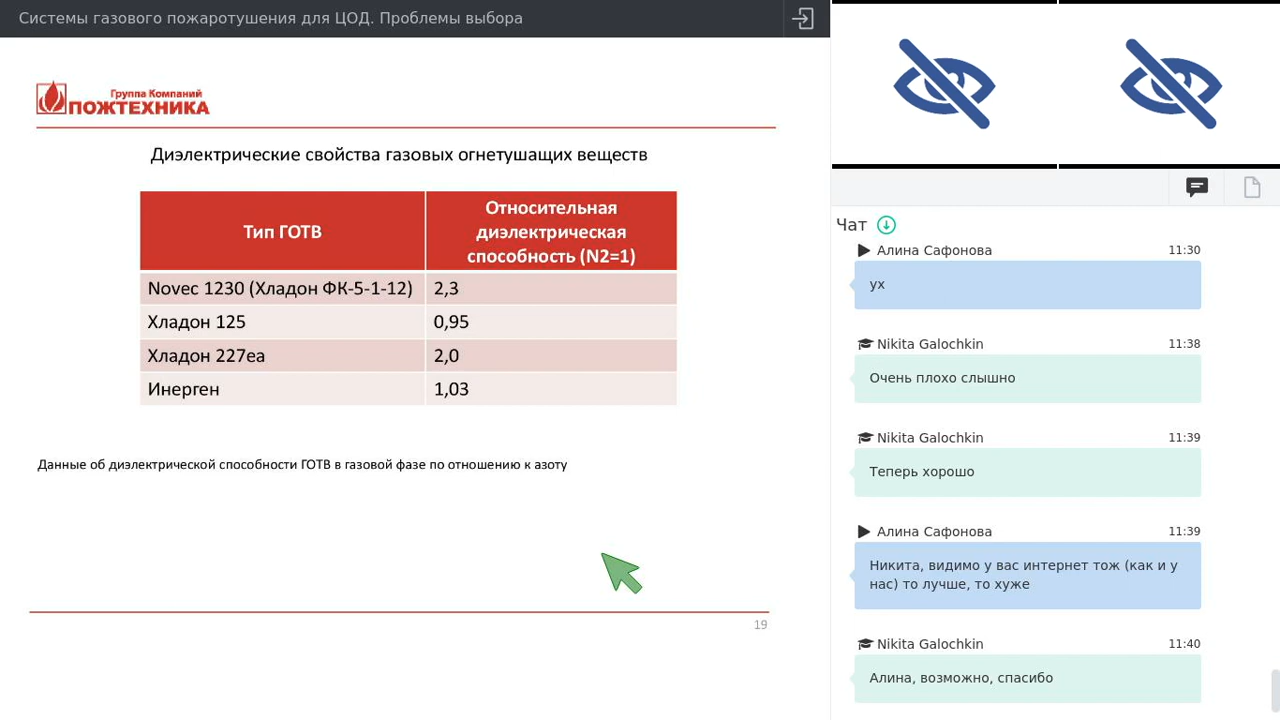 Системы газового пожаротушения для ЦОД. Проблемы выбора
Группа Компаний
ПОЖТЕХНИКА
Диэлектрические свойства газовых огнетушащих веществ
Тип ГОТВ
Относительная
диэлектрическая
способность (N2=1)
Novec 1230 (Хладон ФК-5-1-12) 2,3
Хладон 125 0,95
Хладон 227еа 2,0
Инерген 1,03
Данные об диэлектрической способности ГОТВ в газовой фазе по отношению к азоту
19
Чат
Алина Сафонова 11:30
ух
Nikita Galochkin 11:38
Очень плохо слышно
Nikita Galochkin 11:39
Теперь хорошо
Алина Сафонова 11:39
Никита, видимо у вас интернет тож (как и у
нас) то лучше, то хуже
Nikita Galochkin 11:40
Алина, возможно, спасибо